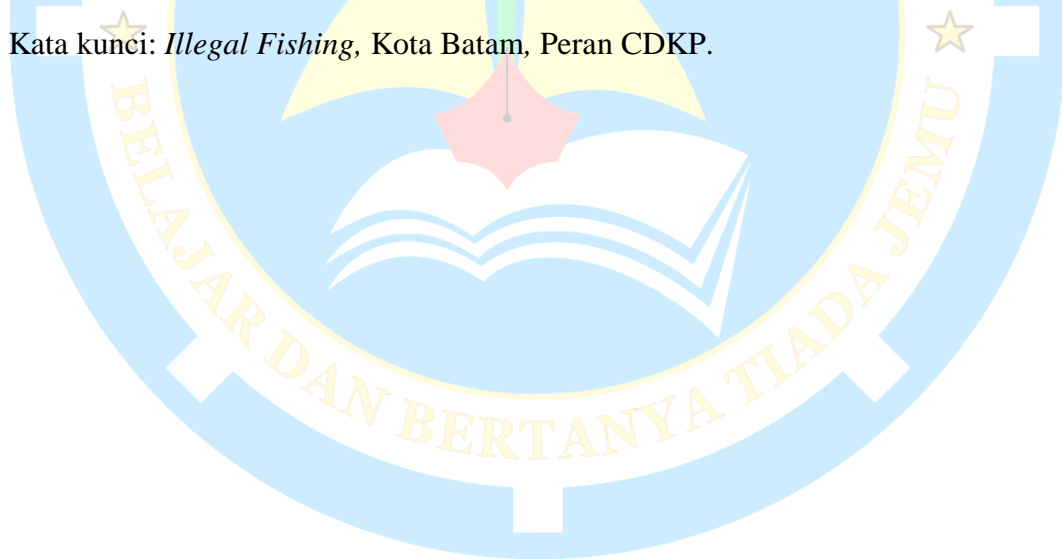 Kata kunci: Illegal Fishing, Kota Batam, Peran CDKP.
BELAJAR DAN BERTANYA TIADA JEMU